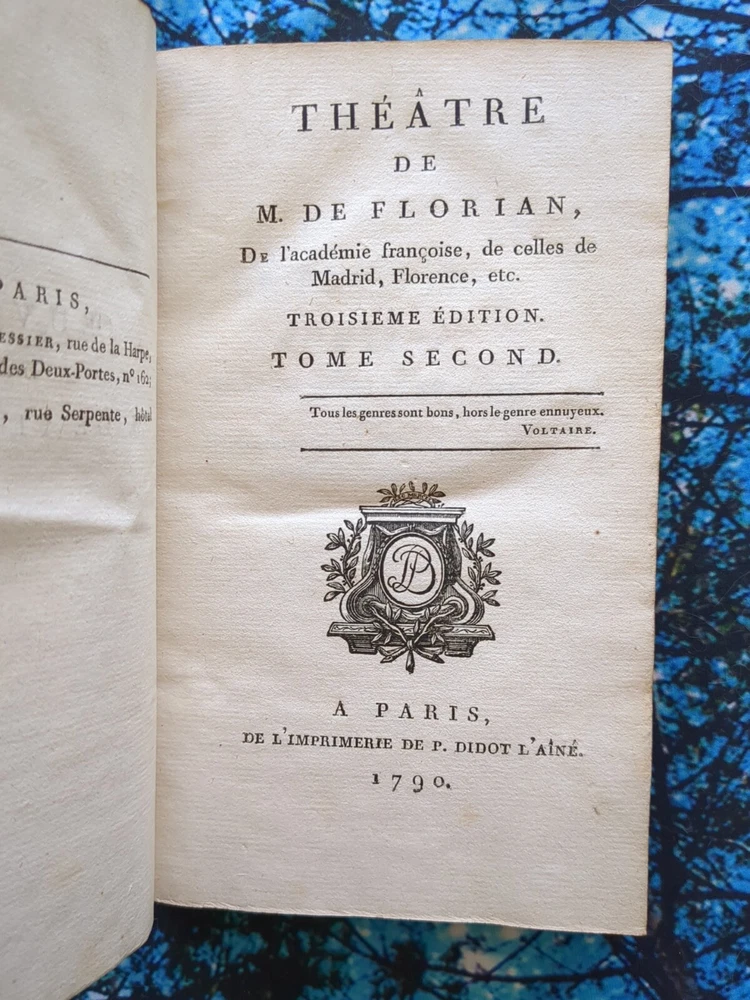 PARIS,
rue de la Harpe,
des Deux-Portes, nº 162;
, rue Serpente, hôtel
THÉÂTRE
DE
M. DE FLORIAN,
De l'académie françoise, de celles de
Madrid, Florence, etc.
TROISIEME ÉDITION.
TOME SECOND.
Tous les genres sont bons, hors le genre ennuyeux.
VOLTAIRE.
PD
A PARIS,
DE L'IMPRIMERIE DE P. DIDOT L'AÎNÉ.
1790.